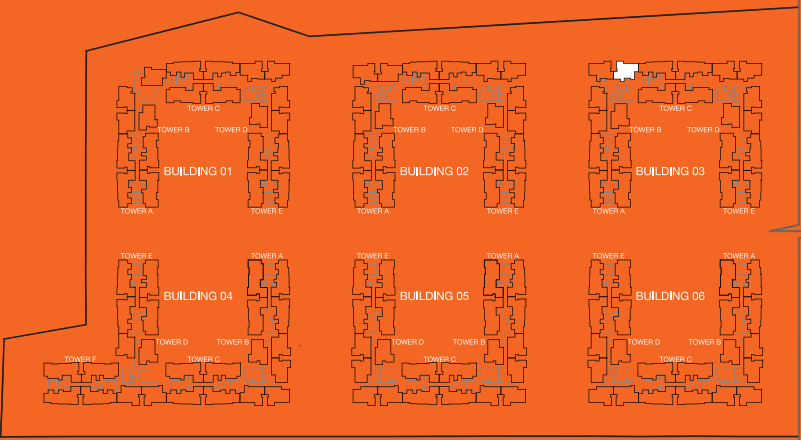 TOWER C TOWER C TOWER C
TOWER B TOWER D TOWER B TOWER D TOWER B TOWER D
BUILDING 01 BUILDING 02 BUILDING 03
TOWER A TOWER E TOWER A TOWER E TOWER A TOWER E
TOWER E TOWER A TOWER E TOWER A TOWER E TOWER A
BUILDING 04 BUILDING 05 BUILDING 06
TOWER D TOWER B TOWER D TOWER B TOWER D TOWER B
TOWER F TOWER C TOWER C TOWER C